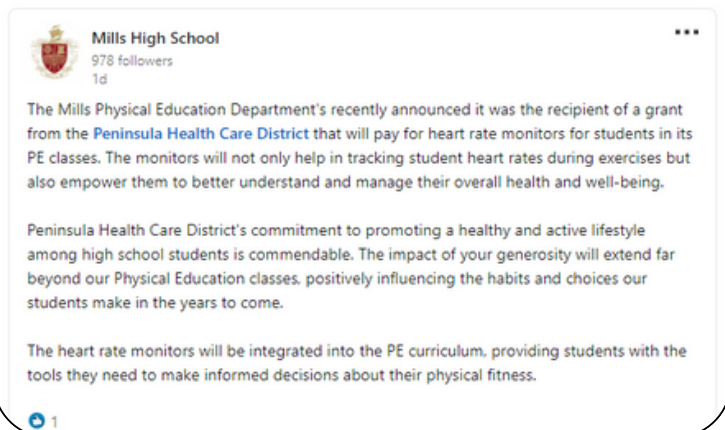 Mills High School
978 followers
1d
The Mills Physical Education Department's recently announced it was the recipient of a grant
from the Peninsula Health Care District that will pay for heart rate monitors for students in its
PE classes. The monitors will not only help in tracking student heart rates during exercises but
also empower them to better understand and manage their overall health and well-being.
Peninsula Health Care District's commitment to promoting a healthy and active lifestyle
among high school students is commendable. The impact of your generosity will extend far
beyond our Physical Education classes, positively influencing the habits and choices our
students make in the years to come.
The heart rate monitors will be integrated into the PE curriculum, providing students with the
tools they need to make informed decisions about their physical fitness.
1